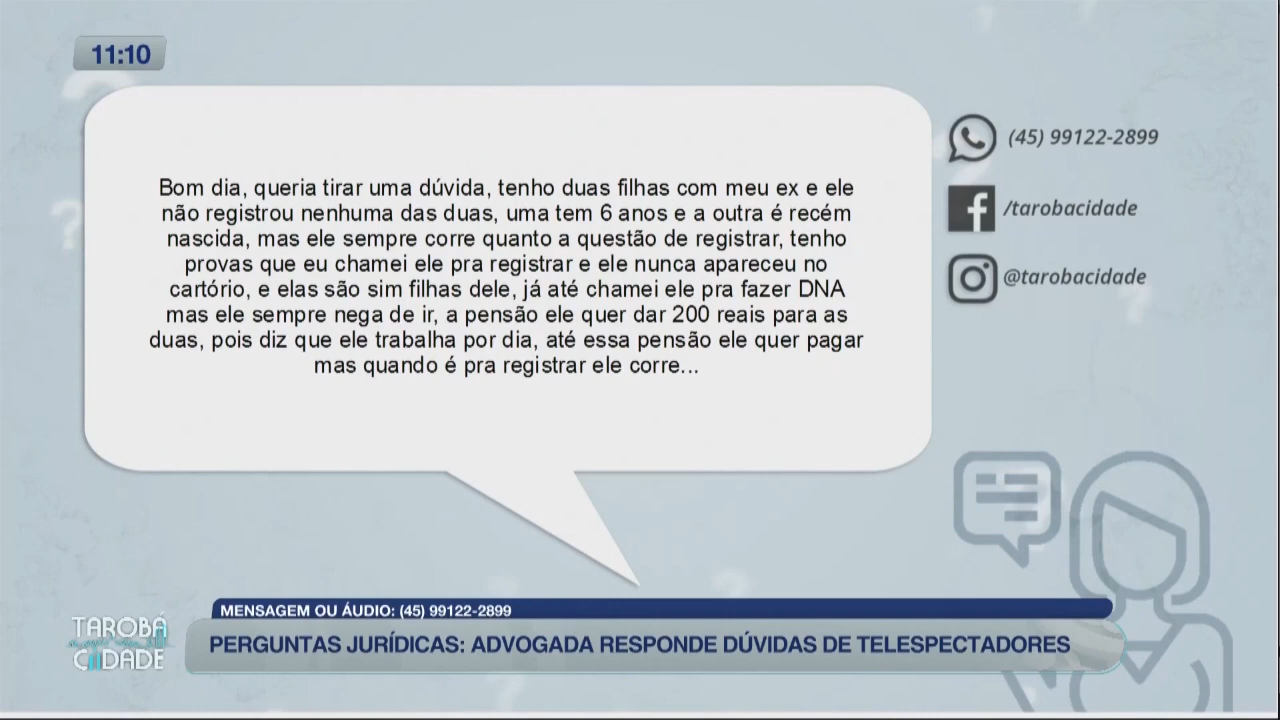 11:10
Bom dia, queria tirar uma dúvida, tenho duas filhas com meu ex e ele
não registrou nenhuma das duas, uma tem 6 anos e a outra é recém
nascida, mas ele sempre corre quanto a questão de registrar, tenho
provas que eu chamei ele pra registrar e ele nunca apareceu no
cartório, e elas são sim filhas dele, já até chamei ele pra fazer DNA
mas ele sempre nega de ir, a pensão ele quer dar 200 reais para as
duas, pois diz que ele trabalha por dia, até essa pensão ele quer pagar
mas quando é pra registrar ele corre...
(45) 99122-2899
/tarobacidade
@tarobacidade
MENSAGEM OU ÁUDIO: (45) 99122-2899
PERGUNTAS JURÍDICAS: ADVOGADA RESPONDE DÚVIDAS DE TELESPECTADORES
TAROBÁ
CIDADE